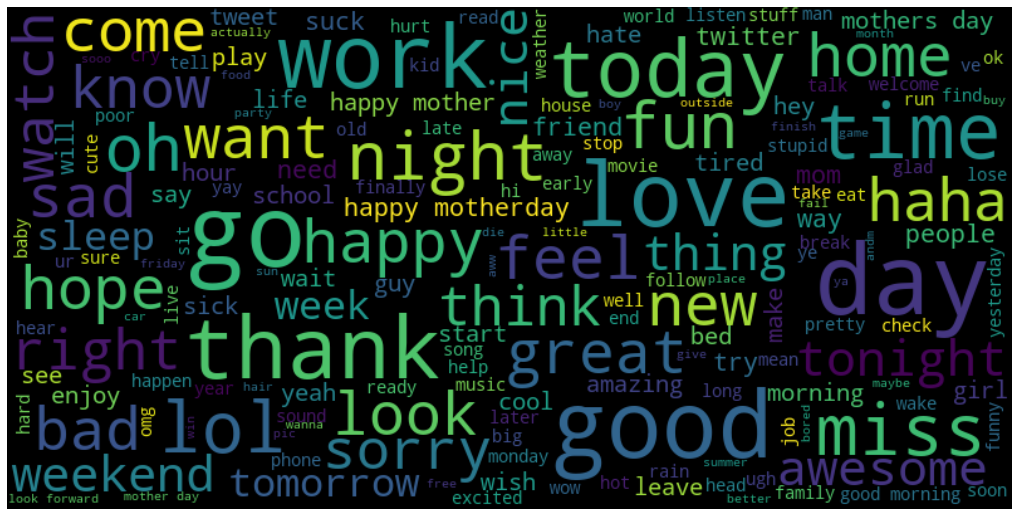 watch
come
tweet
actually
suck
hurt
read
nice
world
listen
stuff
man
mothers day
sooo
cry
tell
play
food
work
kid
weather
hate
twitter
today
home
month
ve
ok
know
life
happy mother
house
boy
outside
talk
welcome
find
buy
poor
party
old
late
friend
fun
hey
run
time
cute
will
oh
want
night
away
stop
finish
game
stupid
hour
need
movie
tired
mom
glad
lose
sad
say
yay
school
finally
hi
early
love
take
eat
haha
happy motherday
way
fail
baby
sleep
sit
go
happy
die
little
feel
thing
break
people
ur
sure
friday
sun
wait
aww
ye
andm
yesterday
hope
live
sick
week
guy
follow
place
day
ya
car
think
well
new
make
hear
thank
start
end
bed
pretty
check
right
song
help
great
give
try
mean
tonight
see
happen
year
hair
yeah
ready
music
amazing
long
morning
maybe
girl
hard
enjoy
wanna
look
cool
wake
funny
omg
bad
lol
win
sound
pic
sorry
later
big
good
job
bored
miss
weekend
phone
monday
wow
hot
rain
summer
ugh
awesome
tomorrow
free
wish
excited
leave
head
better
family
good morning
soon
look forward
mother day